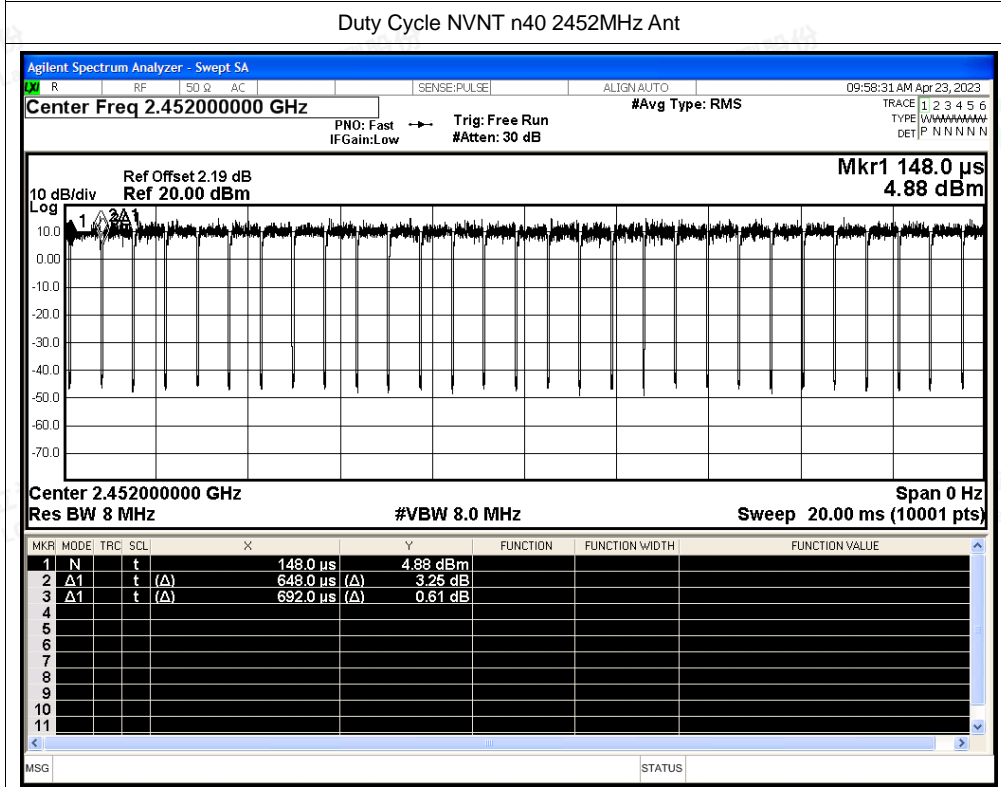 Duty Cycle NVNT n40 2452MHz Ant
Agilent Spectrum Analyzer - Swept SA
LXI R RF 50 Ω AC SENSE:PULSE ALIGN AUTO 09:58:31 AM Apr 23, 2023
Center Freq 2.452000000 GHz #Avg Type: RMS TRACE 1 2 3 4 5 6
PNO: Fast Trig: Free Run TYPE WWWWWW
IFGain:Low #Atten: 30 dB DET P N N N N N
Mkr1 148.0 µs
Ref Offset 2.19 dB
10 dB/div Ref 20.00 dBm 4.88 dBm
Log
1 2Δ1
10.0
0.00
-10.0
-20.0
-30.0
-40.0
-50.0
-60.0
-70.0
Center 2.452000000 GHz Span 0 Hz
Res BW 8 MHz #VBW 8.0 MHz Sweep 20.00 ms (10001 pts)
MKR MODE TRC SCL X Y FUNCTION FUNCTION WIDTH FUNCTION VALUE
1 N t 148.0 µs 4.88 dBm
2 Δ1 t (Δ) 648.0 µs (Δ) 3.25 dB
3 Δ1 t (Δ) 692.0 µs (Δ) 0.61 dB
4
5
6
7
8
9
10
11
MSG STATUS